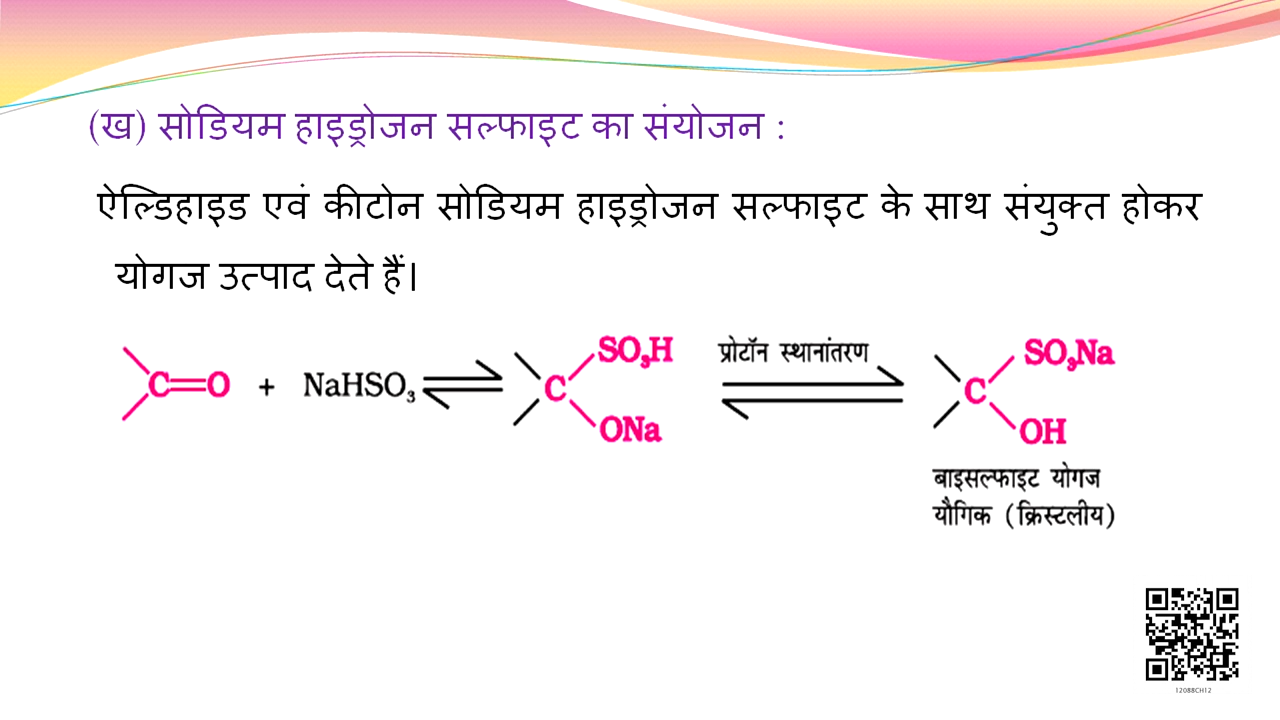 (ख) सोडियम हाइड्रोजन सल्फाइट का संयोजन :
ऐल्डिहाइड एवं कीटोन सोडियम हाइड्रोजन सल्फाइट के साथ संयुक्त होकर
योगज उत्पाद देते हैं।
C=O + NaHSO₃ ⇌ C SO₃H ONa प्रोटॉन स्थानांतरण ⇌ C SO₃Na OH
बाइसल्फाइट योगज
यौगिक (क्रिस्टलीय)
12088CH12